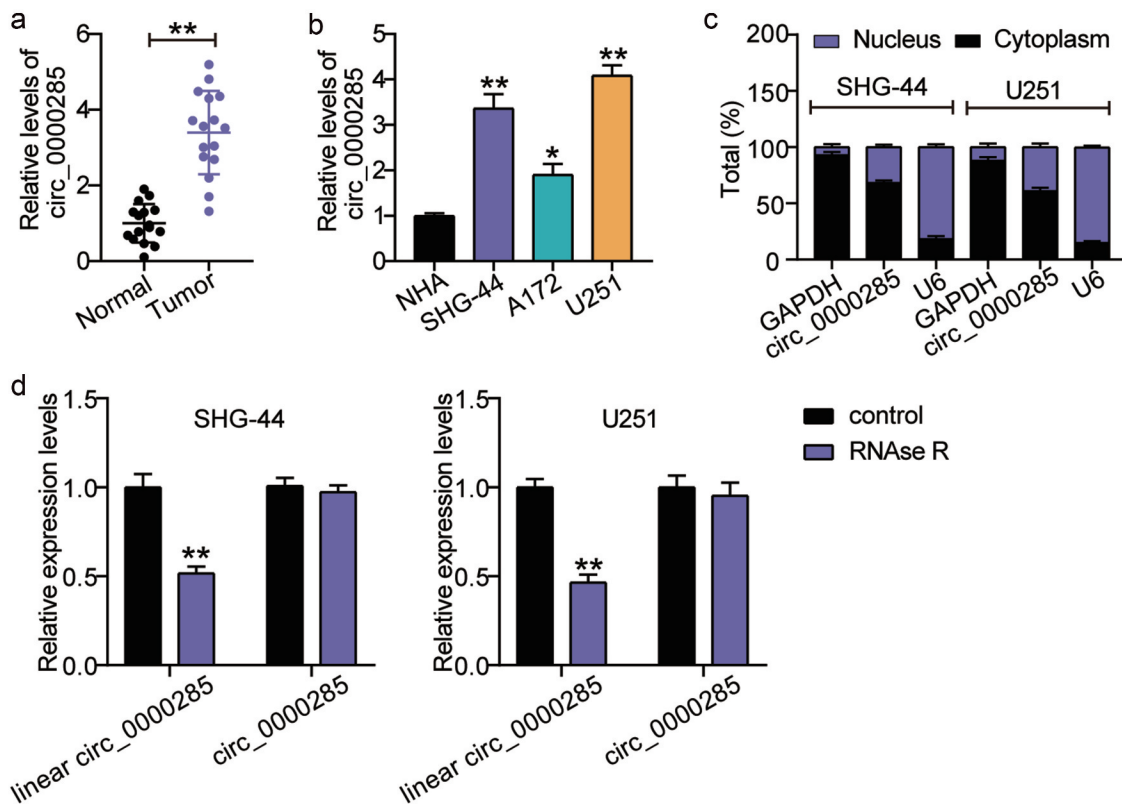 a
Relative levels of
circ_0000285
6
4
2
0
**
Normal
Tumor
b
Relative levels of
circ_0000285
5
4
3
2
1
0
**
*
**
NHA
SHG-44
A172
U251
c
Nucleus
Cytoplasm
Total (%)
200
150
100
50
0
SHG-44
U251
GAPDH
circ_0000285
U6
GAPDH
circ_0000285
U6
d
Relative expression levels
1.5
1.0
0.5
0.0
SHG-44
**
linear circ_0000285
circ_0000285
Relative expression levels
1.5
1.0
0.5
0.0
U251
**
linear circ_0000285
circ_0000285
control
RNAse R